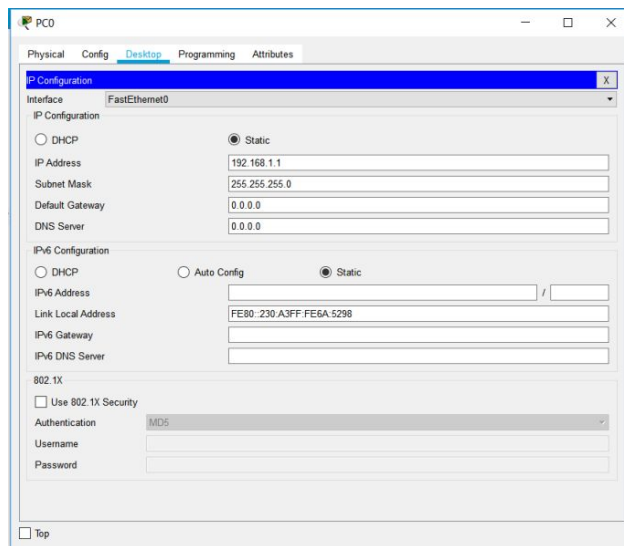 PC0
Physical Config Desktop Programming Attributes
IP Configuration X
Interface FastEthernet0
IP Configuration
DHCP Static
IP Address 192.168.1.1
Subnet Mask 255.255.255.0
Default Gateway 0.0.0.0
DNS Server 0.0.0.0
IPv6 Configuration
DHCP Auto Config Static
IPv6 Address /
Link Local Address FE80::230:A3FF:FE6A:5298
IPv6 Gateway
IPv6 DNS Server
802.1X
Use 802.1X Security
Authentication MD5
Username
Password
Top